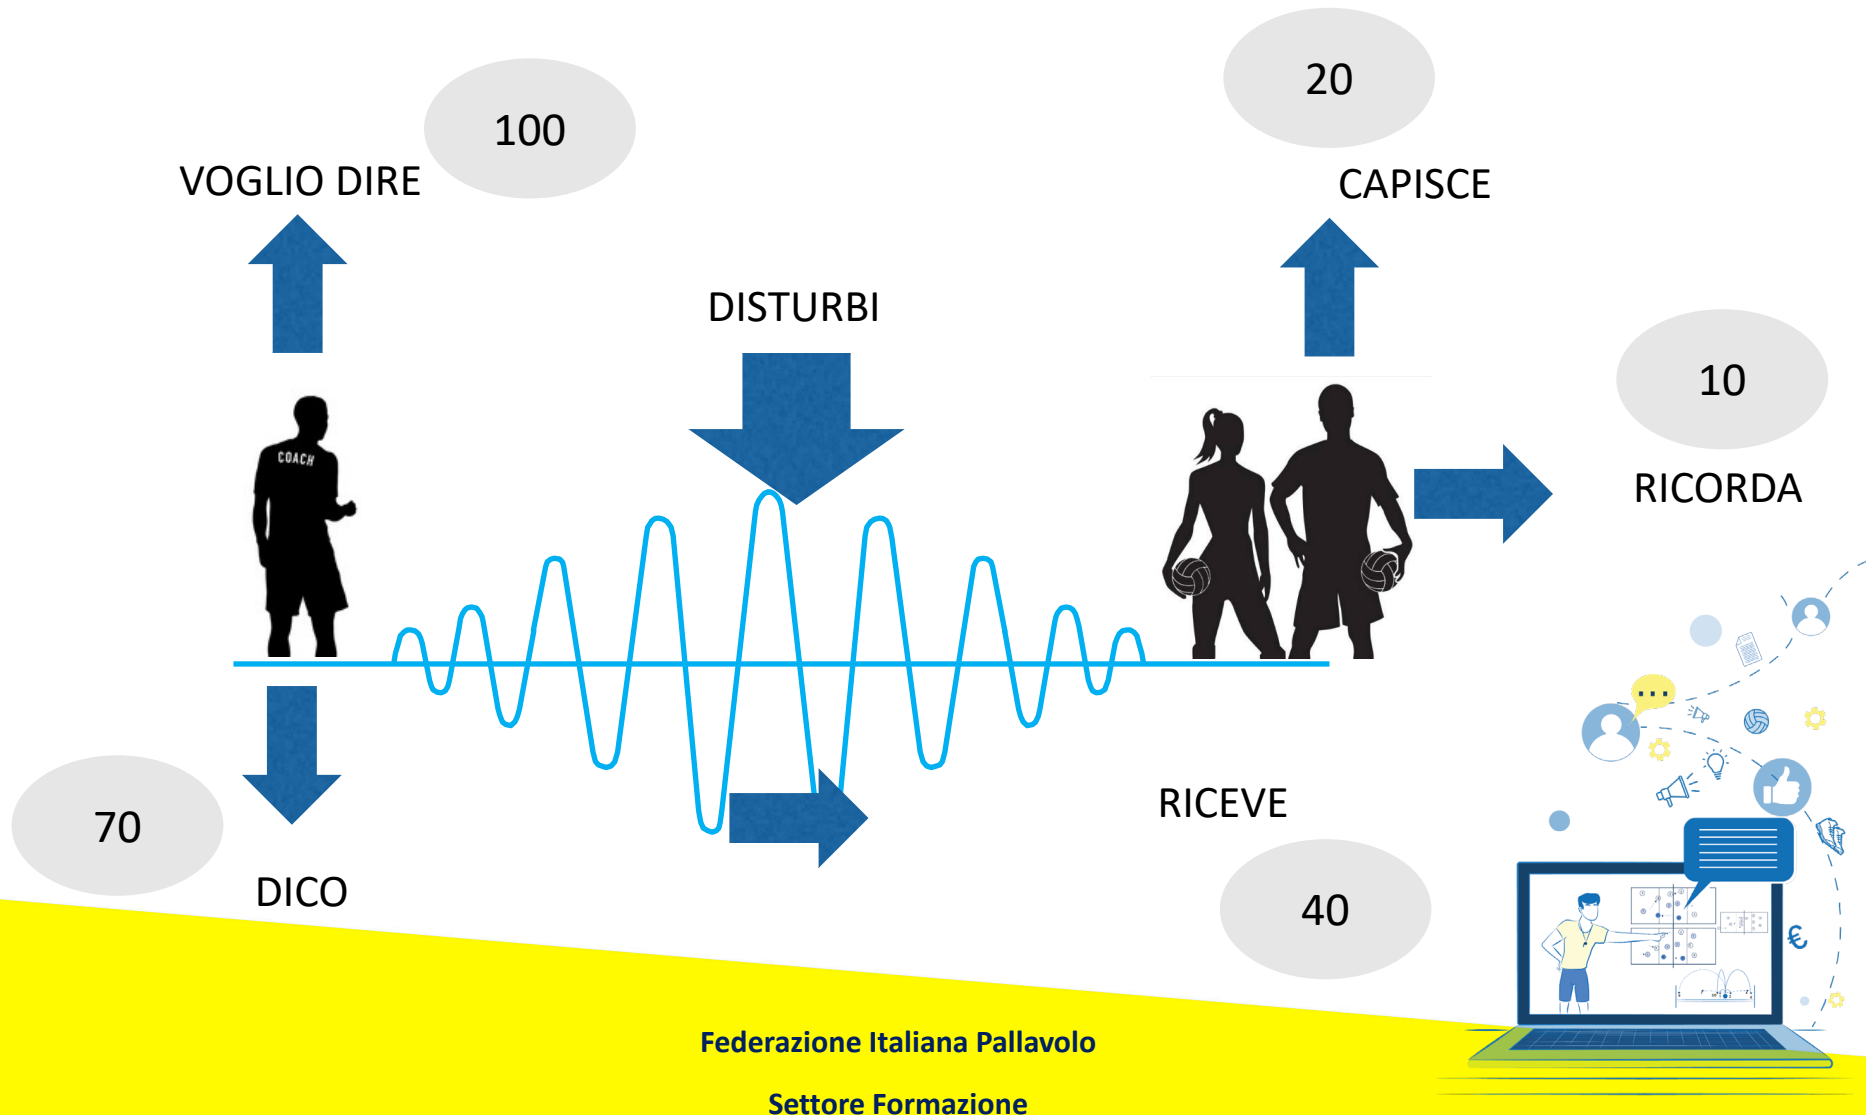 100
VOGLIO DIRE
20
CAPISCE
DISTURBI
10
RICORDA
COACH
RICEVE
40
70
DICO
€
Federazione Italiana Pallavolo
Settore Formazione